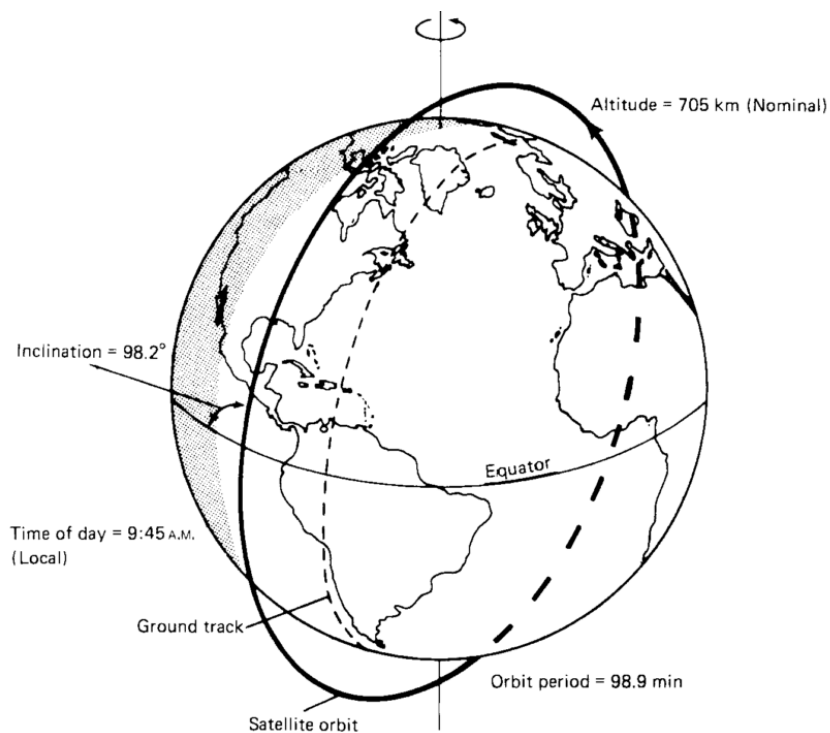 Altitude = 705 km (Nominal)
Inclination = 98.2°
Equator
Time of day = 9:45 A.M.
(Local)
Ground track
Orbit period = 98.9 min
Satellite orbit